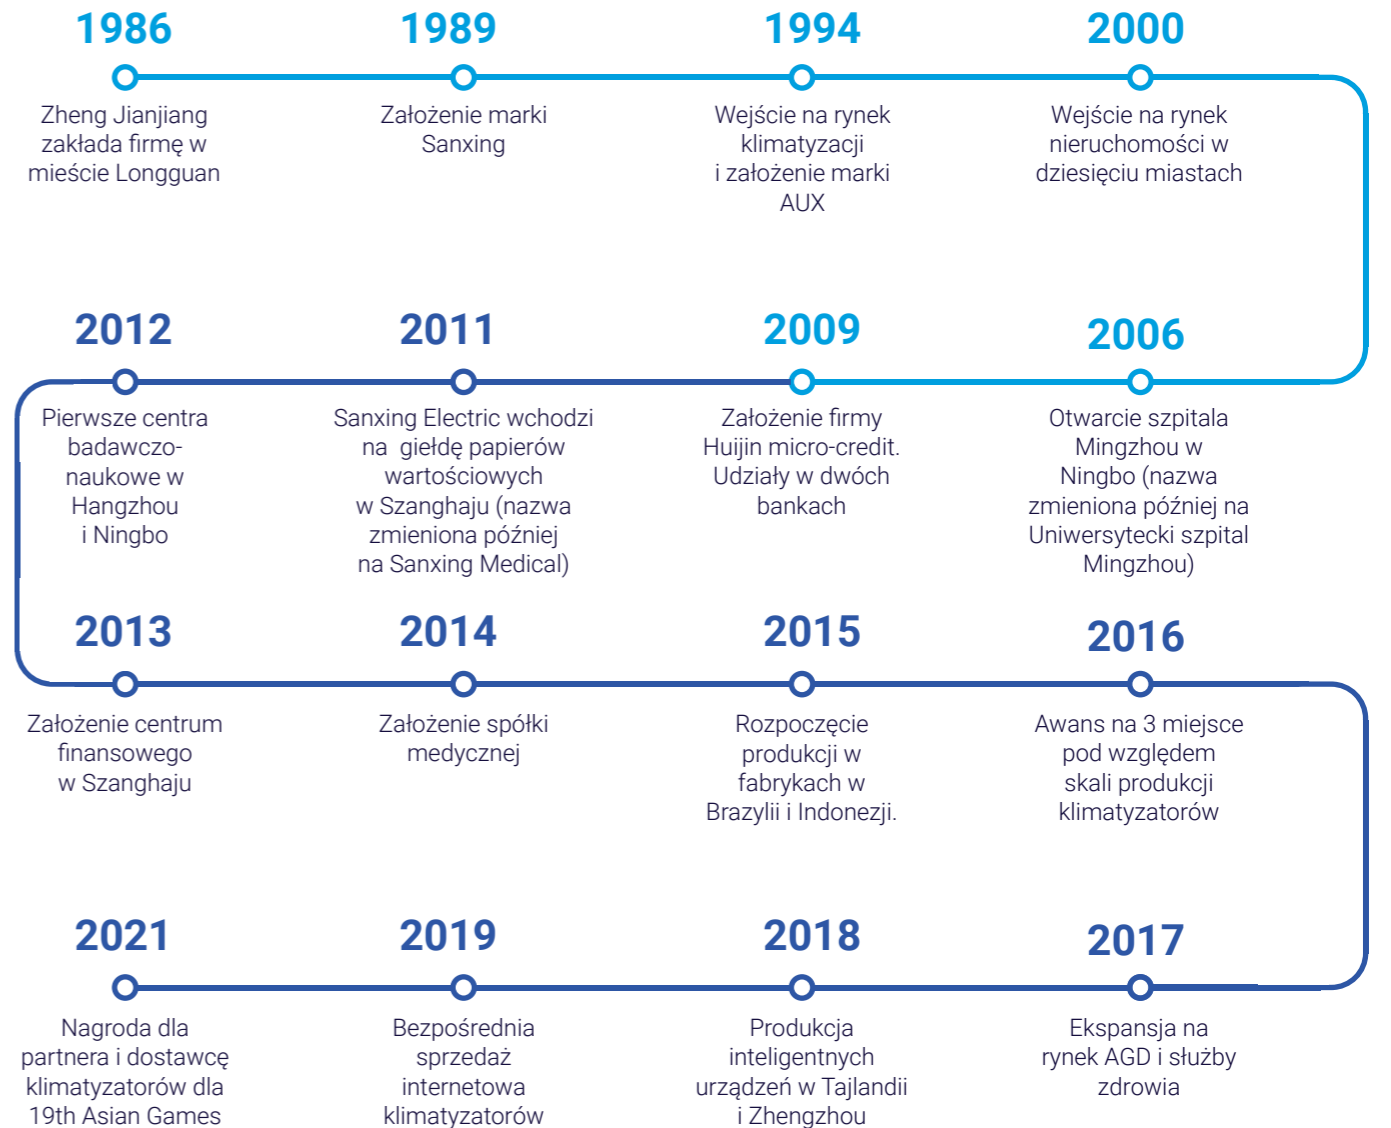 1986
Zheng Jianjiang
zakłada firmę w
mieście Longguan
1989
Założenie marki
Sanxing
1994
Wejście na rynek
klimatyzacji
i założenie marki
AUX
2000
Wejście na rynek
nieruchomości w
dziesięciu miastach
2006
Otwarcie szpitala
Mingzhou w
Ningbo (nazwa
zmieniona później na
Uniwersytecki szpital
Mingzhou)
2009
Założenie firmy
Huijin micro-credit.
Udziały w dwóch
bankach
2011
Sanxing Electric wchodzi
na giełdę papierów
wartościowych
w Szanghaju (nazwa
zmieniona później
na Sanxing Medical)
2012
Pierwsze centra
badawczo-
naukowe w
Hangzhou
i Ningbo
2013
Założenie centrum
finansowego
w Szanghaju
2014
Założenie spółki
medycznej
2015
Rozpoczęcie
produkcji w
fabrykach w
Brazylii i Indonezji.
2016
Awans na 3 miejsce
pod względem
skali produkcji
klimatyzatorów
2017
Ekspansja na
rynek AGD i służby
zdrowia
2018
Produkcja
inteligentnych
urządzeń w Tajlandii
i Zhengzhou
2019
Bezpośrednia
sprzedaż
internetowa
klimatyzatorów
2021
Nagroda dla
partnera i dostawcę
klimatyzatorów dla
19th Asian Games